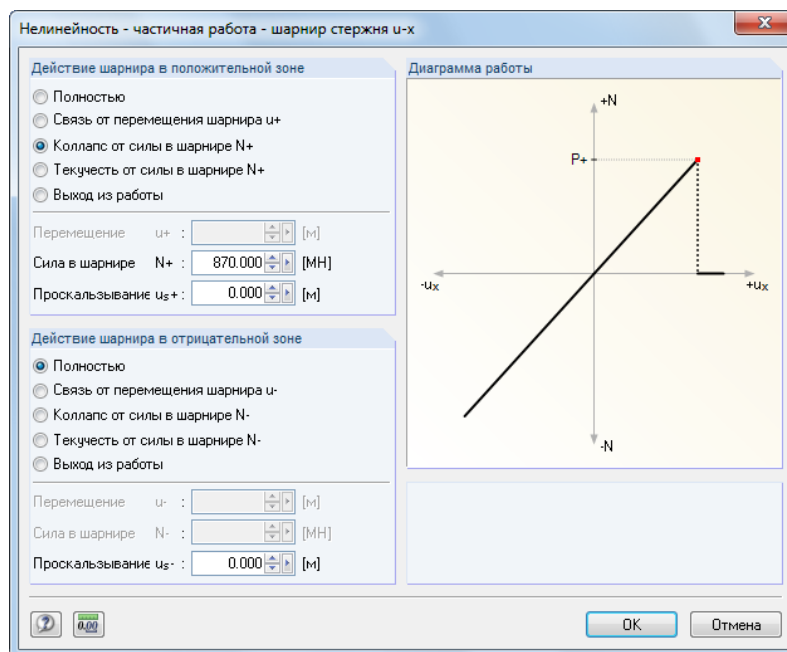 Нелинейность - частичная работа - шарнир стержня u-x
Действие шарнира в положительной зоне
Полностью
Связь от перемещения шарнира u+
Коллапс от силы в шарнире N+
Текучесть от силы в шарнире N+
Выход из работы
Перемещение u+ : [м]
Сила в шарнире N+ : 870.000 [МН]
Проскальзывание us+ : 0.000 [м]
Действие шарнира в отрицательной зоне
Полностью
Связь от перемещения шарнира u-
Коллапс от силы в шарнире N-
Текучесть от силы в шарнире N-
Выход из работы
Перемещение u- : [м]
Сила в шарнире N- : [МН]
Проскальзывание us- : 0.000 [м]
Диаграмма работы
+N
P+
-ux
+ux
-N
0.00
OK
Отмена